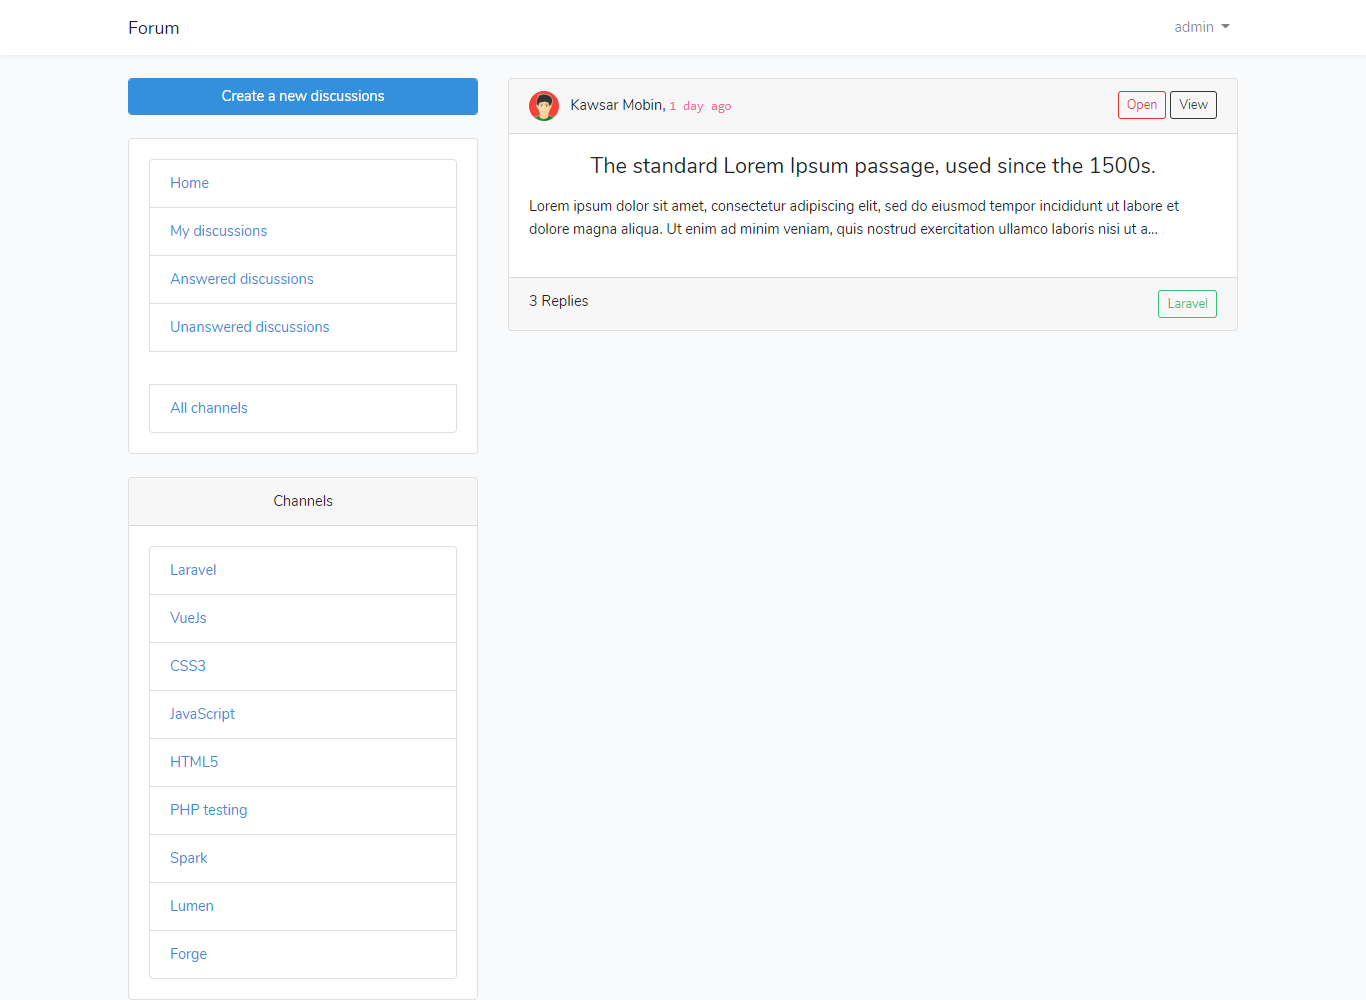 Forum
admin
Create a new discussions
Home
My discussions
Answered discussions
Unanswered discussions
All channels
Channels
Laravel
VueJs
CSS3
JavaScript
HTML5
PHP testing
Spark
Lumen
Forge
Kawsar Mobin, 1 day ago
Open View
The standard Lorem Ipsum passage, used since the 1500s.
Lorem ipsum dolor sit amet, consectetur adipiscing elit, sed do eiusmod tempor incididunt ut labore et
dolore magna aliqua. Ut enim ad minim veniam, quis nostrud exercitation ullamco laboris nisi ut a...
3 Replies
Laravel